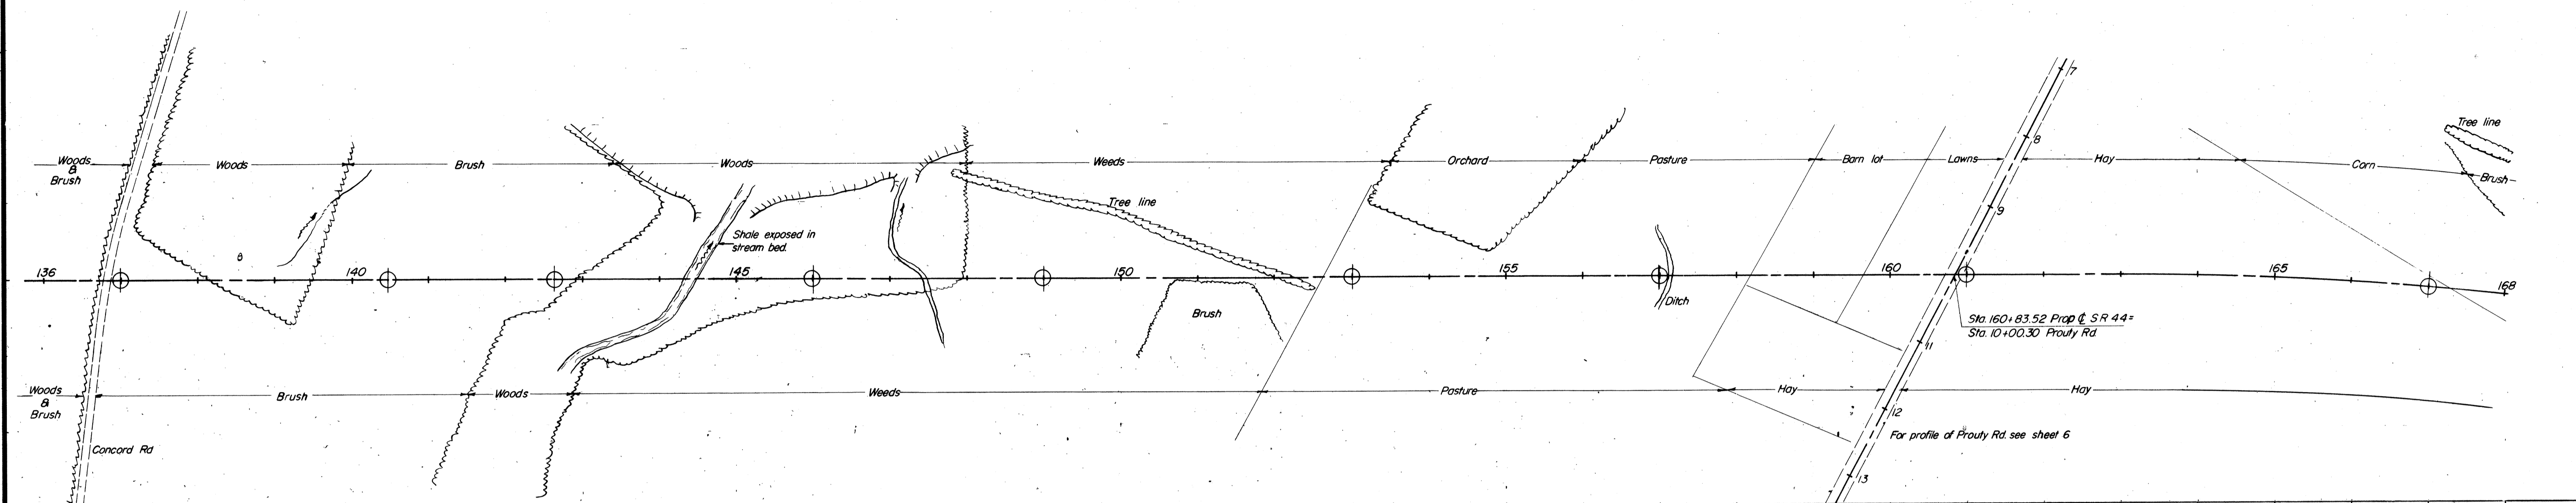 7
Tree line
8
Woods
&
Brush
Woods
Brush
Woods
Weeds
Orchard
Pasture
Barn lot
Lawns
Hay
Corn
Brush
Tree line
9
Shale exposed in
stream bed.
136
140
145
150
155
160
165
168
Ditch
Brush
Sta. 160+83.52 Prop ℄ S R 44=
Sta. 10+00.30 Prouty Rd.
11
Woods
&
Brush
Brush
Woods
Weeds
Pasture
Hay
Hay
12
For profile of Prouty Rd. see sheet 6
Concord Rd
13